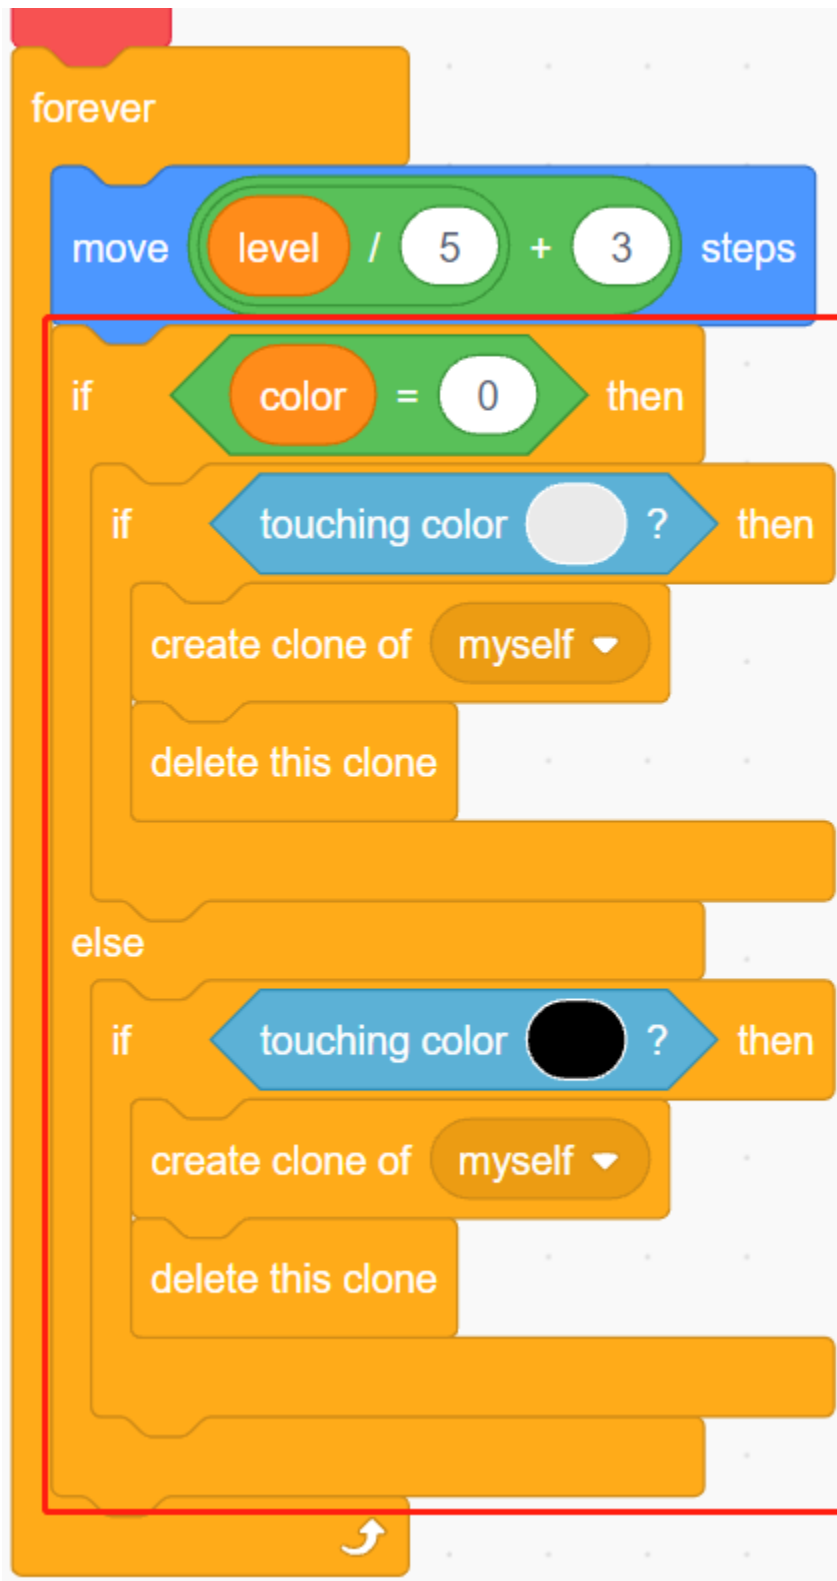 forever
move level / 5 + 3 steps
if color = 0 then
if touching color ? then
create clone of myself
delete this clone
else
if touching color ? then
create clone of myself
delete this clone